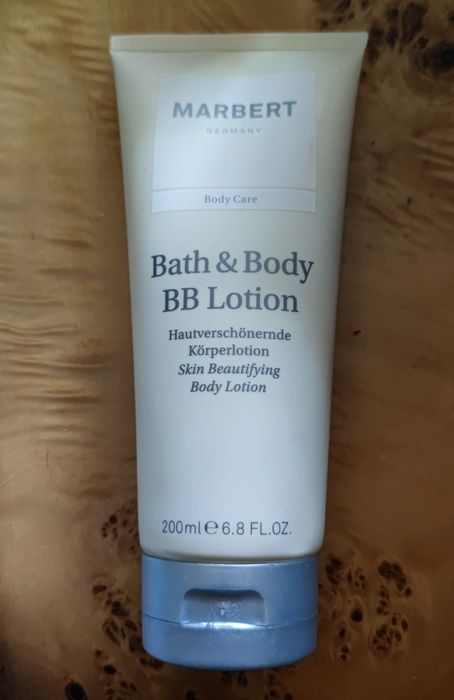 MARBERT
GERMANY
Body Care
Bath & Body
BB Lotion
Hautverschönernde
Körperlotion
Skin Beautifying
Body Lotion
200ml℮6.8 FL.OZ.